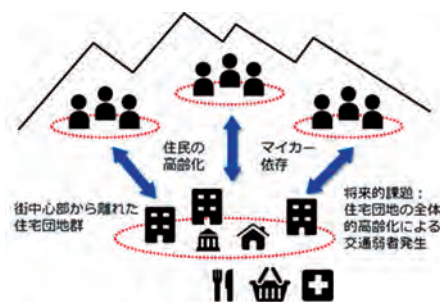 住民の
高齢化
マイカー
依存
街中心部から離れた
住宅団地群
将来的課題：
住宅団地の全体
的高齢化による
交通弱者発生